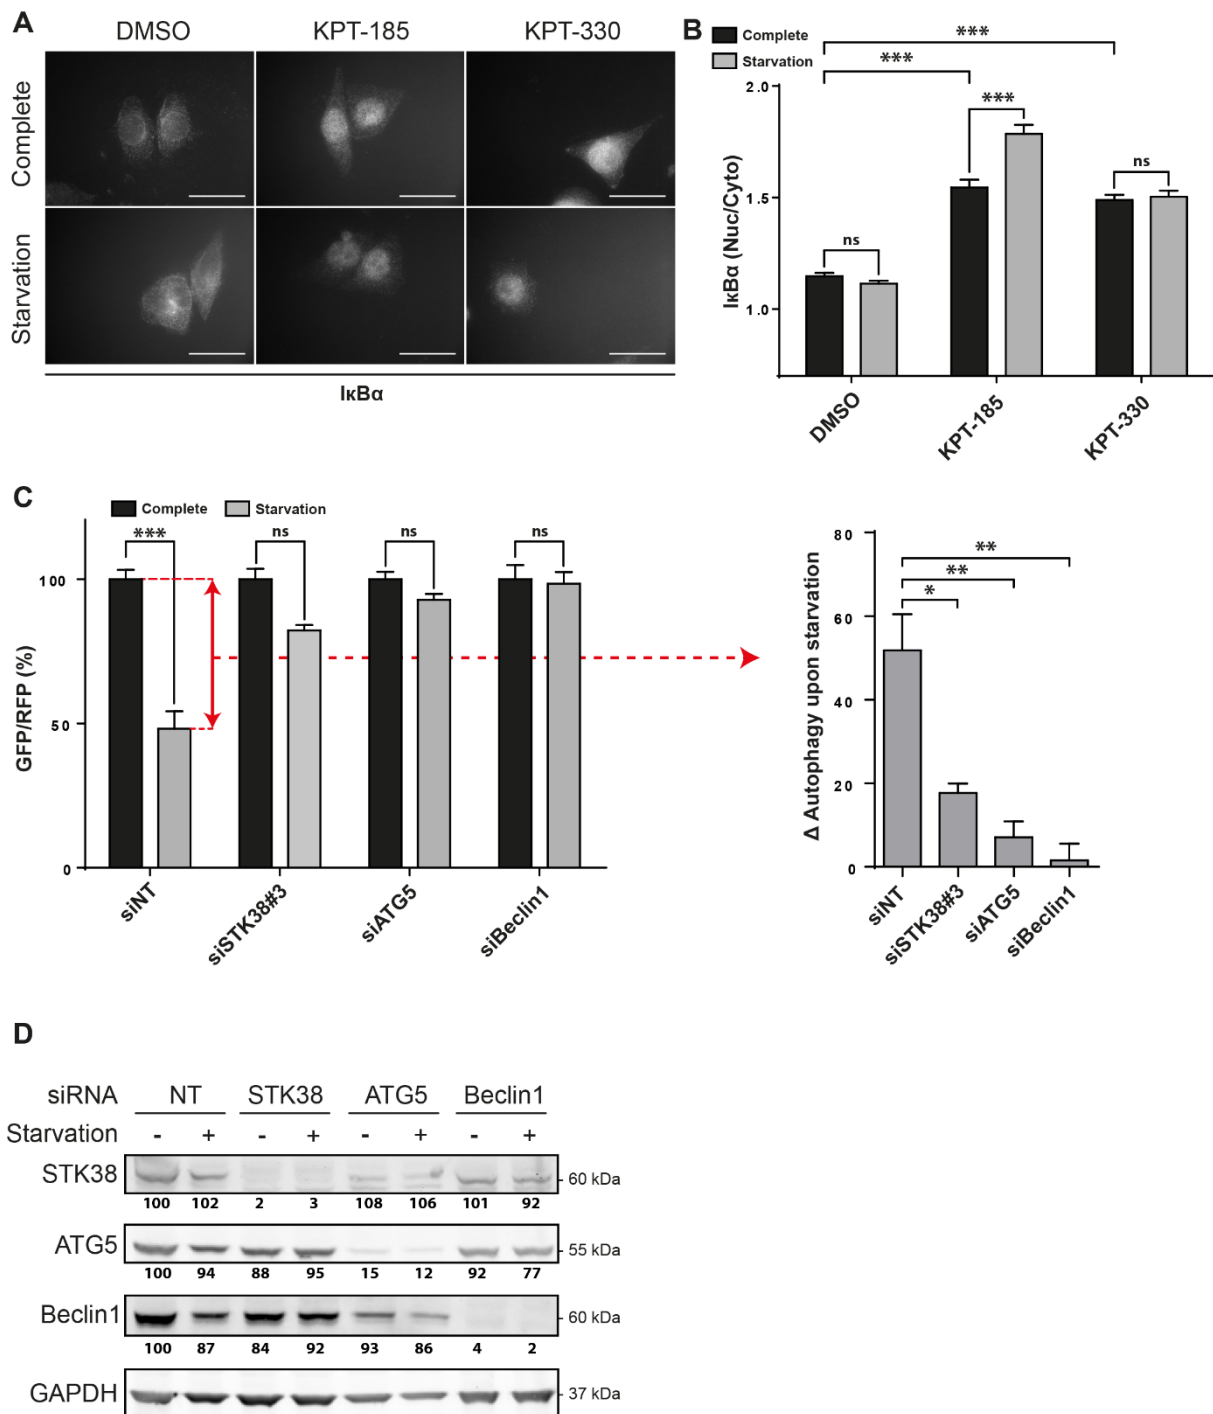 A
DMSO KPT-185 KPT-330
Complete
Starvation
IκBα
B
Complete
Starvation
IκBα (Nuc/Cyto)
2.0
1.5
1.0
ns
***
***
***
ns
DMSO KPT-185 KPT-330
C
Complete Starvation
GFP/RFP (%)
100
50
0
*** ns ns ns
siNT siSTK38#3 siATG5 siBeclin1
Δ Autophagy upon starvation
80
60
40
20
0
**
**
*
siNT siSTK38#3 siATG5 siBeclin1
D
siRNA NT STK38 ATG5 Beclin1
Starvation - + - + - + - +
STK38 - 60 kDa
100 102 2 3 108 106 101 92
ATG5 - 55 kDa
100 94 88 95 15 12 92 77
Beclin1 - 60 kDa
100 87 84 92 93 86 4 2
GAPDH - 37 kDa